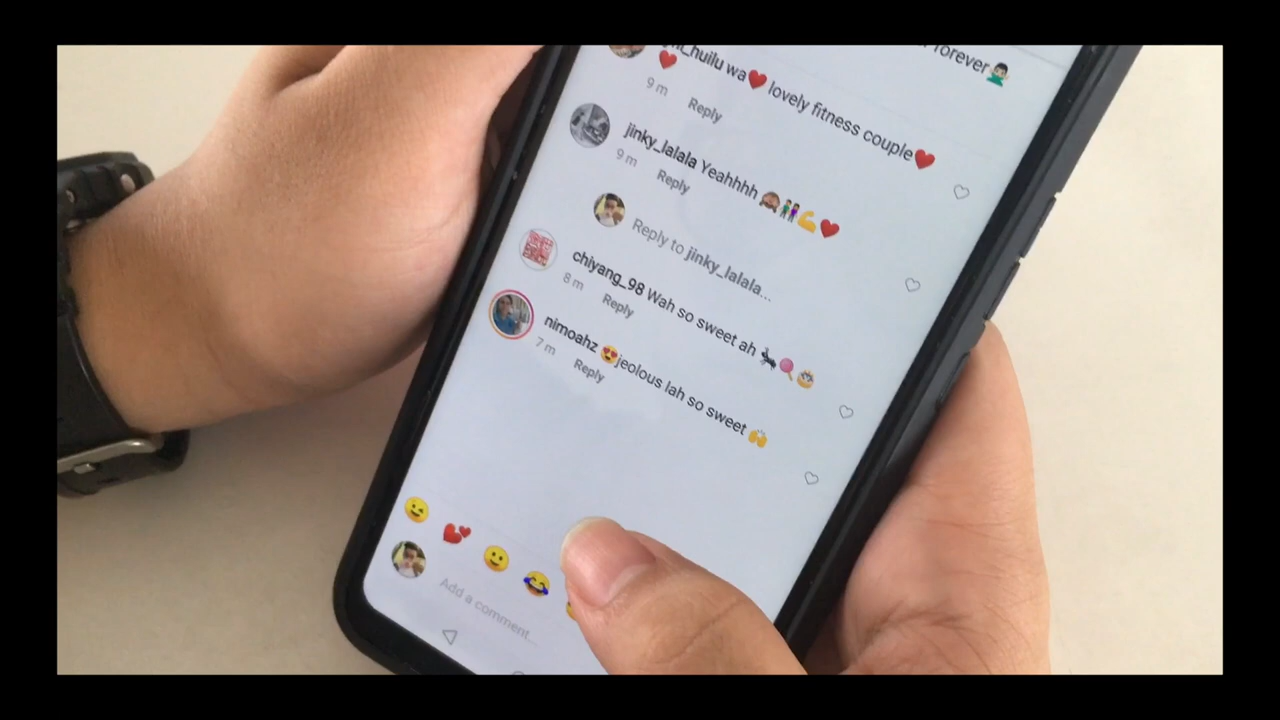 forever🙅🏻‍♂️
huilu wa❤️ lovely fitness couple❤️
❤️
9 m Reply
jinky_lalala Yeahhhh 🙈👫💪❤️
9 m Reply
Reply to jinky_lalala...
chiyang_98 Wah so sweet ah 🐜🍭🎂
8 m Reply
nimoahz 😍jeolous lah so sweet 🙌
7 m Reply
Add a comment...